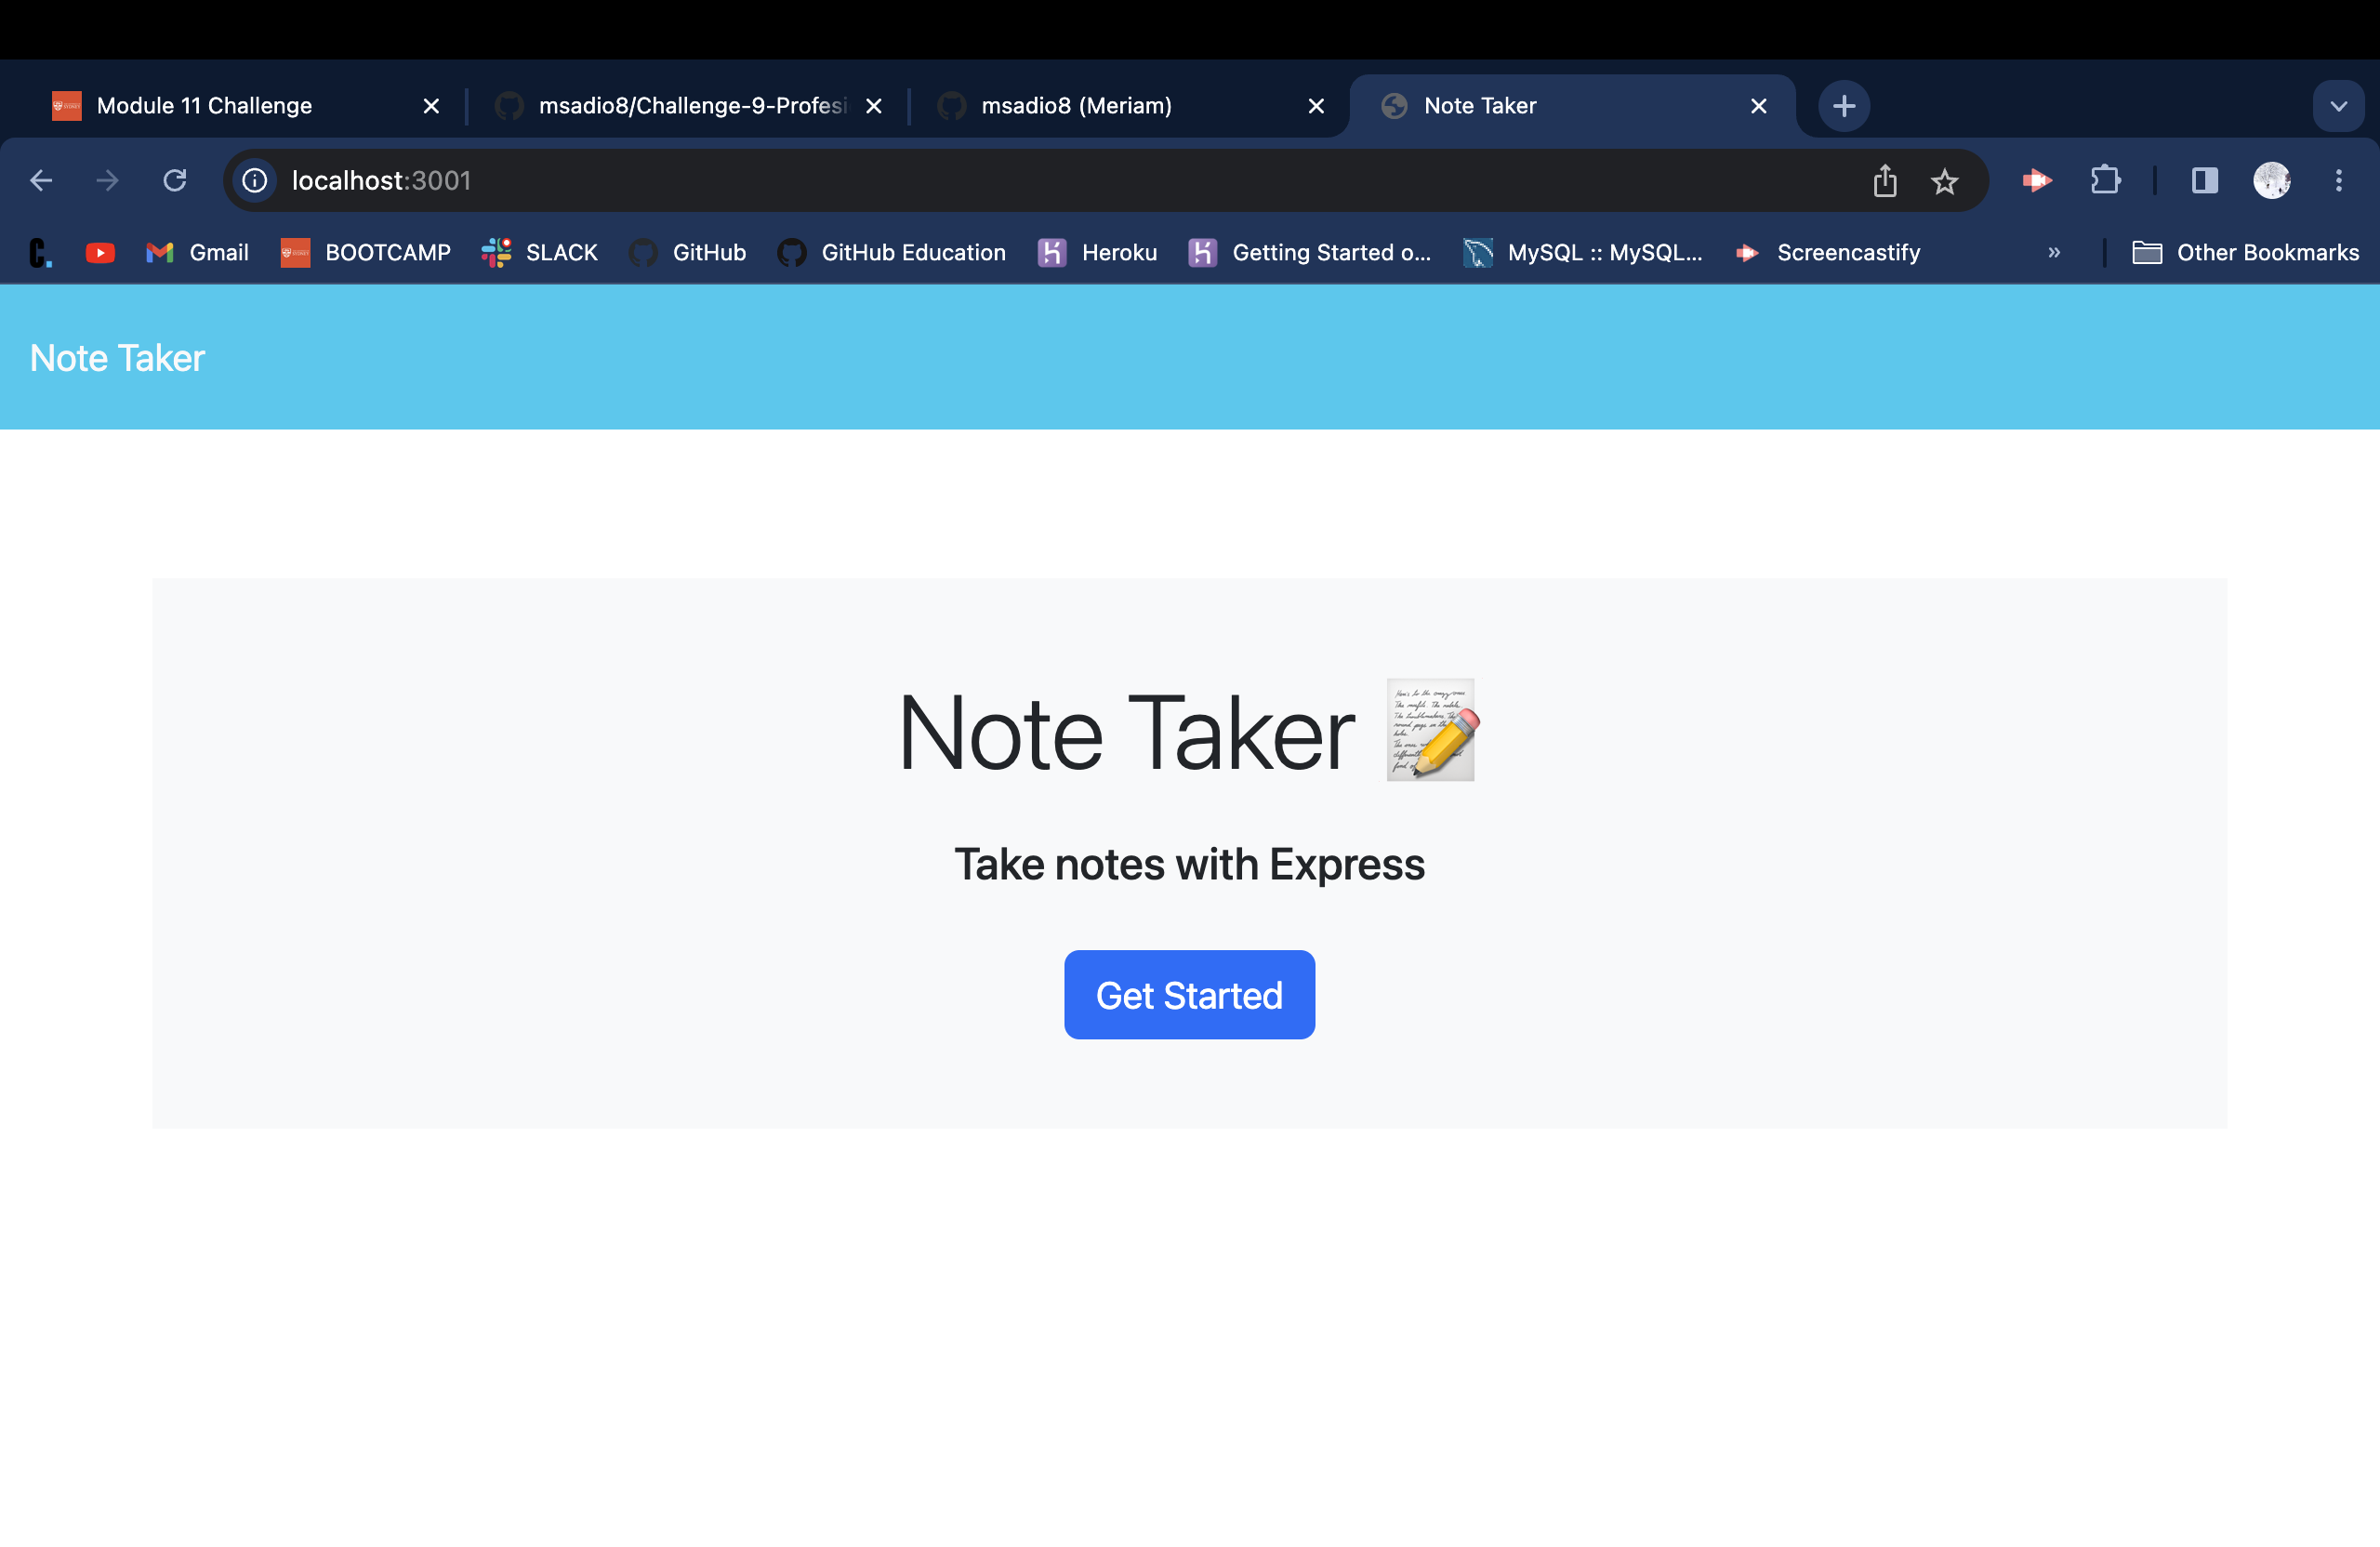 Module 11 Challenge
msadio8/Challenge-9-Profesi
msadio8 (Meriam)
Note Taker
localhost:3001
Gmail
BOOTCAMP
SLACK
GitHub
GitHub Education
Heroku
Getting Started o...
MySQL :: MySQL...
Screencastify
»
Other Bookmarks
Note Taker
Note Taker
Take notes with Express
Get Started